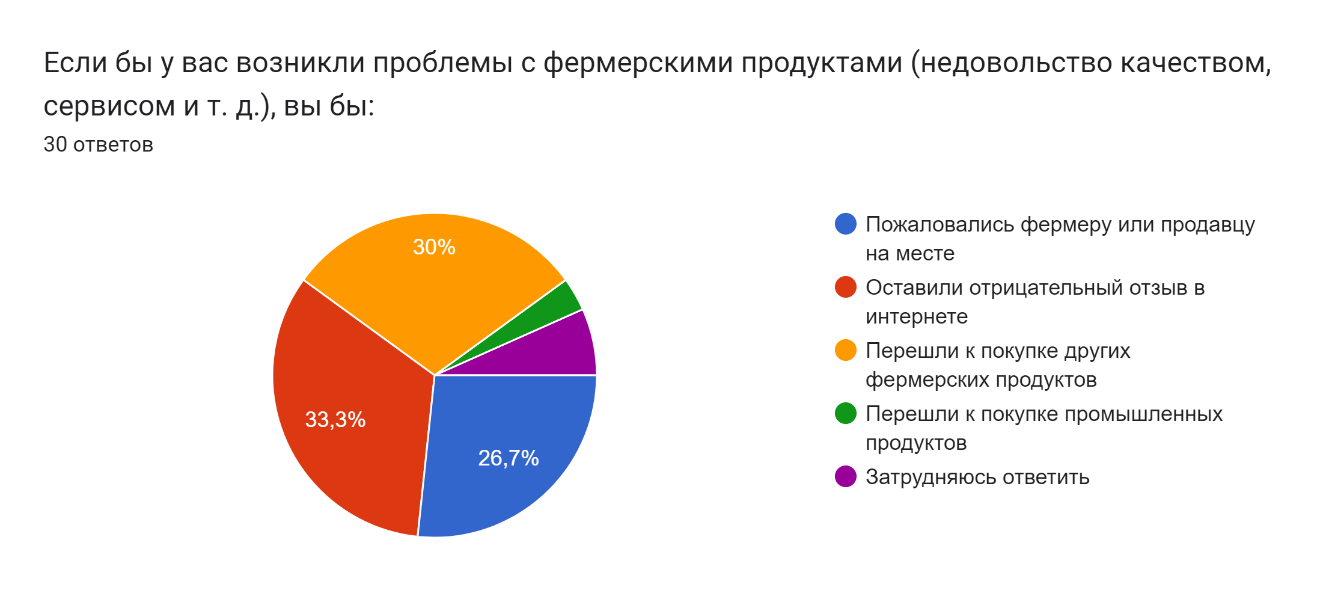 Если бы у вас возникли проблемы с фермерскими продуктами (недовольство качеством,
сервисом и т. д.), вы бы:
30 ответов
30%
33,3%
26,7%
Пожаловались фермеру или продавцу
на месте
Оставили отрицательный отзыв в
интернете
Перешли к покупке других
фермерских продуктов
Перешли к покупке промышленных
продуктов
Затрудняюсь ответить